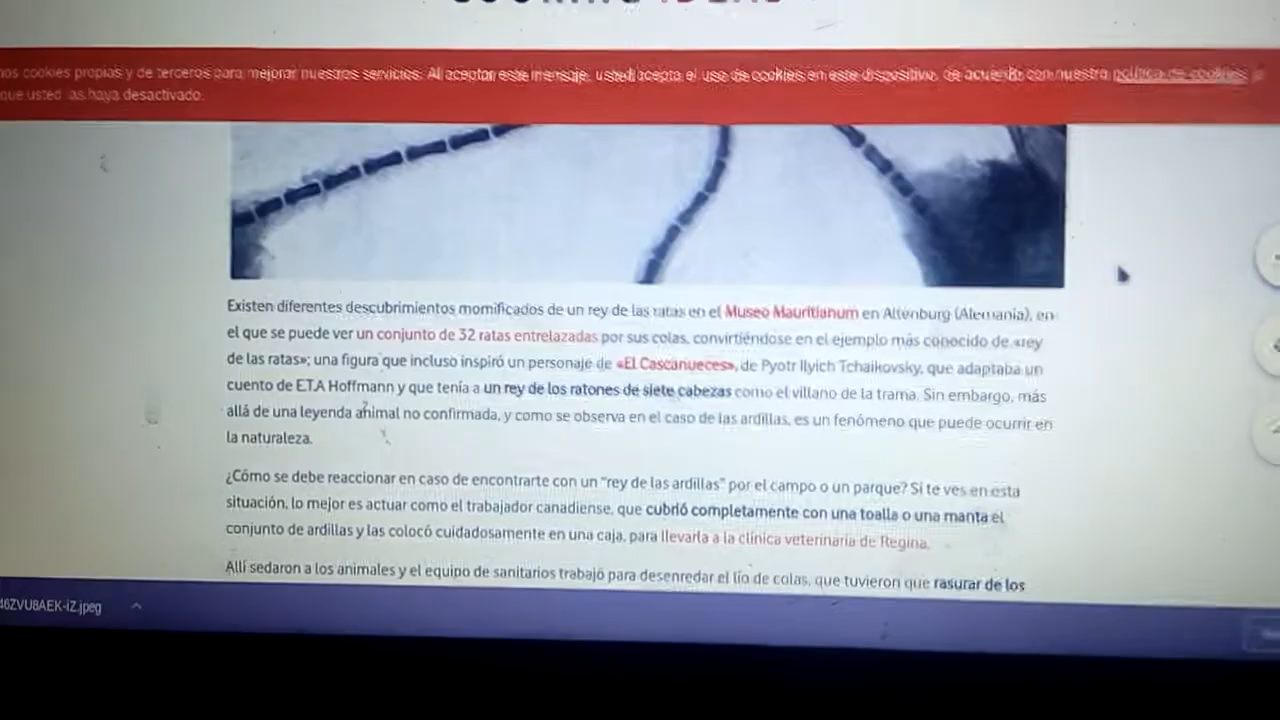 COOKING IDEAS
nos cookies propias y de terceros para mejorar nuestros servicios. Al aceptar este mensaje, usted acepta el uso de cookies en este dispositivo, de acuerdo con nuestra política de cookies
que usted as haya desactivado.
Existen diferentes descubrimientos momificados de un rey de las ratas en el Museo Mauritianum en Altenburg (Alemania), en
el que se puede ver un conjunto de 32 ratas entrelazadas por sus colas, convirtiéndose en el ejemplo más conocido de «rey
de las ratas»; una figura que incluso inspiró un personaje de «El Cascanueces», de Pyotr Ilyich Tchaikovsky, que adaptaba un
cuento de E.T.A Hoffmann y que tenía a un rey de los ratones de siete cabezas como el villano de la trama. Sin embargo, más
allá de una leyenda animal no confirmada, y como se observa en el caso de las ardillas, es un fenómeno que puede ocurrir en
la naturaleza.
¿Cómo se debe reaccionar en caso de encontrarte con un "rey de las ardillas" por el campo o un parque? Si te ves en esta
situación, lo mejor es actuar como el trabajador canadiense, que cubrió completamente con una toalla o una manta el
conjunto de ardillas y las colocó cuidadosamente en una caja, para llevarla a la clínica veterinaria de Regina.
Allí sedaron a los animales y el equipo de sanitarios trabajó para desenredar el lío de colas, que tuvieron que rasurar de los
46ZVU8AEK-iZ.jpeg